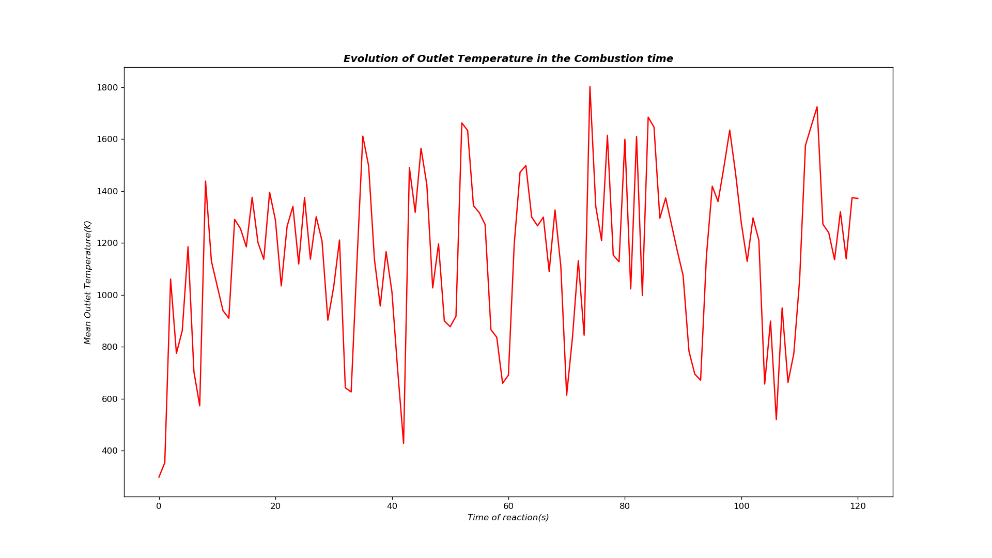 Evolution of Outlet Temperature in the Combustion time
Mean Outlet Temperature(K)
1800
1600
1400
1200
1000
800
600
400
0 20 40 60 80 100 120
Time of reaction(s)